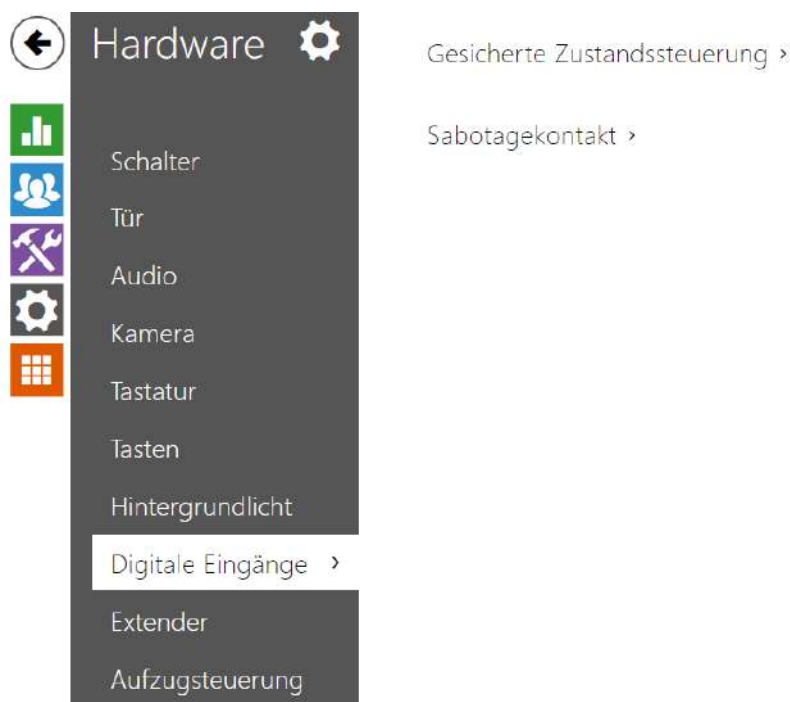 Hardware
Schalter
Tür
Audio
Kamera
Tastatur
Tasten
Hintergrundlicht
Digitale Eingänge ›
Extender
Aufzugsteuerung
Gesicherte Zustandssteuerung ›
Sabotagekontakt ›